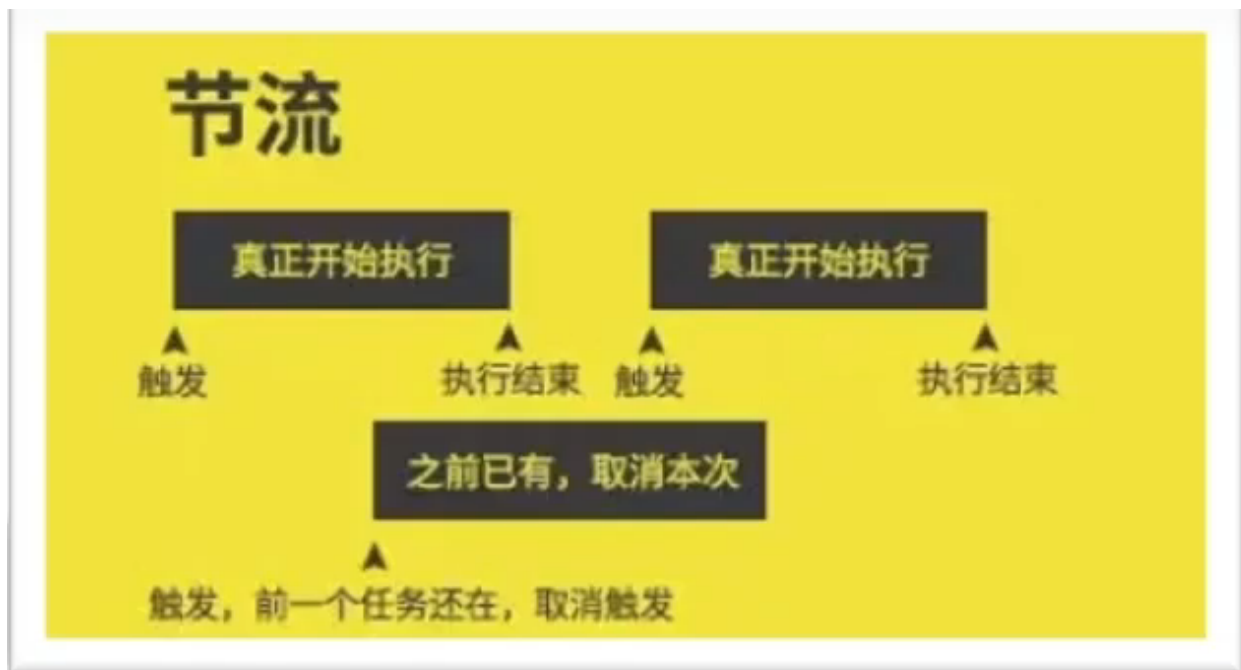 节流
真正开始执行 真正开始执行
触发 执行结束 触发 执行结束
之前已有，取消本次
触发，前一个任务还在，取消触发